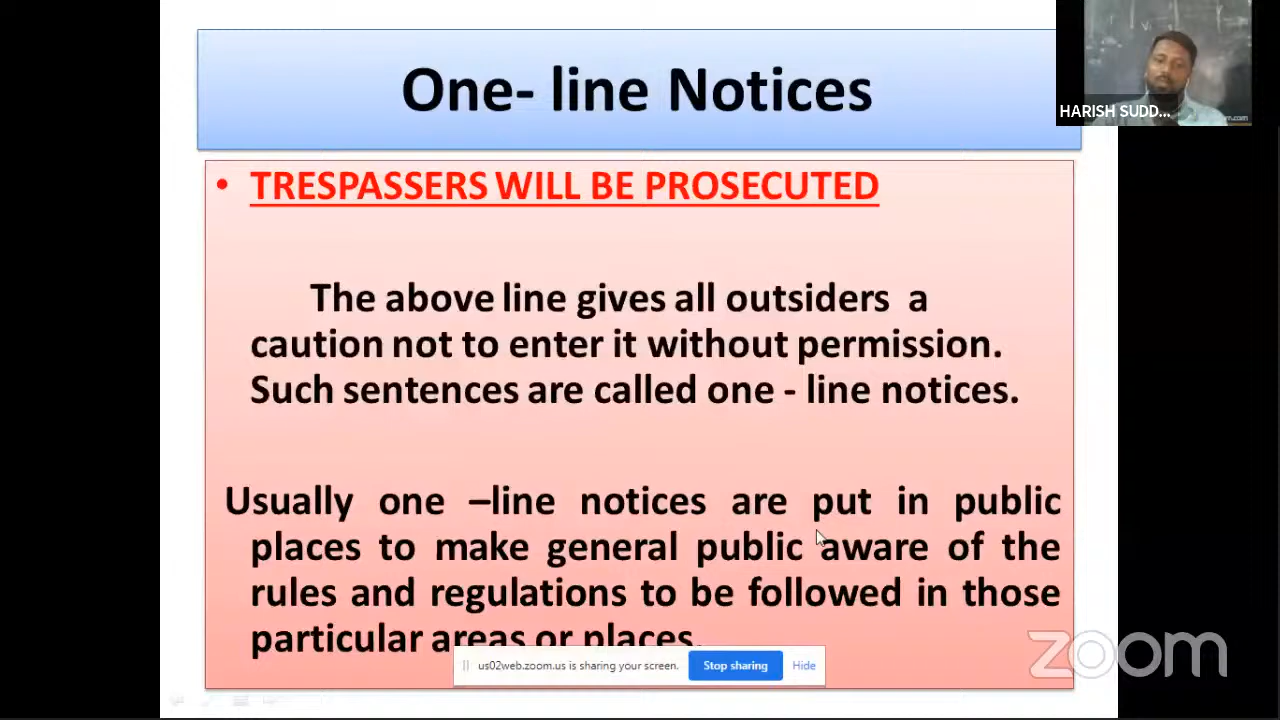 One- line Notices
HARISH SUDD...
• TRESPASSERS WILL BE PROSECUTED
The above line gives all outsiders a
caution not to enter it without permission.
Such sentences are called one - line notices.
Usually one –line notices are put in public
places to make general public aware of the
rules and regulations to be followed in those
particular areas or places.
us02web.zoom.us is sharing your screen.
Stop sharing
Hide
zoom